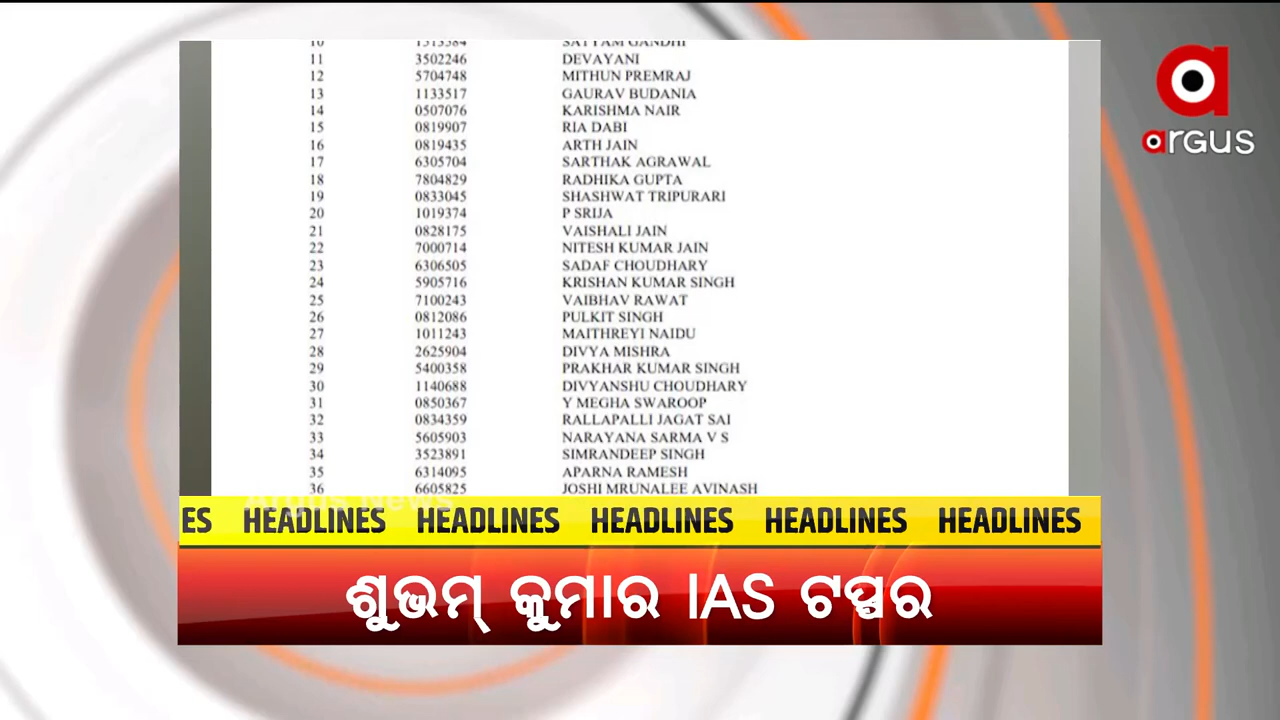 10 1513584 SATYAM GANDHI
11 3502246 DEVAYANI
12 5704748 MITHUN PREMRAJ
13 1133517 GAURAV BUDANIA
14 0507076 KARISHMA NAIR
15 0819907 RIA DABI
16 0819435 ARTH JAIN
17 6305704 SARTHAK AGRAWAL
18 7804829 RADHIKA GUPTA
19 0833045 SHASHWAT TRIPURARI
20 1019374 P SRIJA
21 0828175 VAISHALI JAIN
22 7000714 NITESH KUMAR JAIN
23 6306505 SADAF CHOUDHARY
24 5905716 KRISHAN KUMAR SINGH
25 7100243 VAIBHAV RAWAT
26 0812086 PULKIT SINGH
27 1011243 MAITHREYI NAIDU
28 2625904 DIVYA MISHRA
29 5400358 PRAKHAR KUMAR SINGH
30 1140688 DIVYANSHU CHOUDHARY
31 0850367 Y MEGHA SWAROOP
32 0834359 RALLAPALLI JAGAT SAI
33 5605903 NARAYANA SARMA V S
34 3523891 SIMRANDEEP SINGH
35 6314095 APARNA RAMESH
36 6605825 JOSHI MRUNALEE AVINASH
argus
Argus News
ES HEADLINES HEADLINES HEADLINES HEADLINES HEADLINES
ଶୁଭମ୍ କୁମାର IAS ଟପ୍ପର